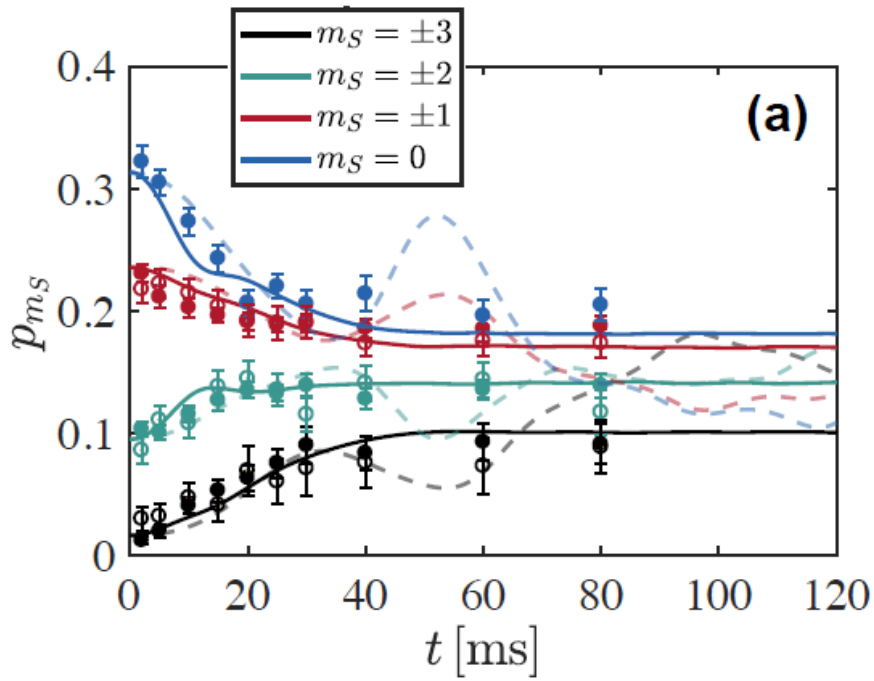 m_S = ±3
m_S = ±2
m_S = ±1
m_S = 0
(a)
0.4
0.3
0.2
0.1
0
p_{m_S}
0 20 40 60 80 100 120
t [ms]